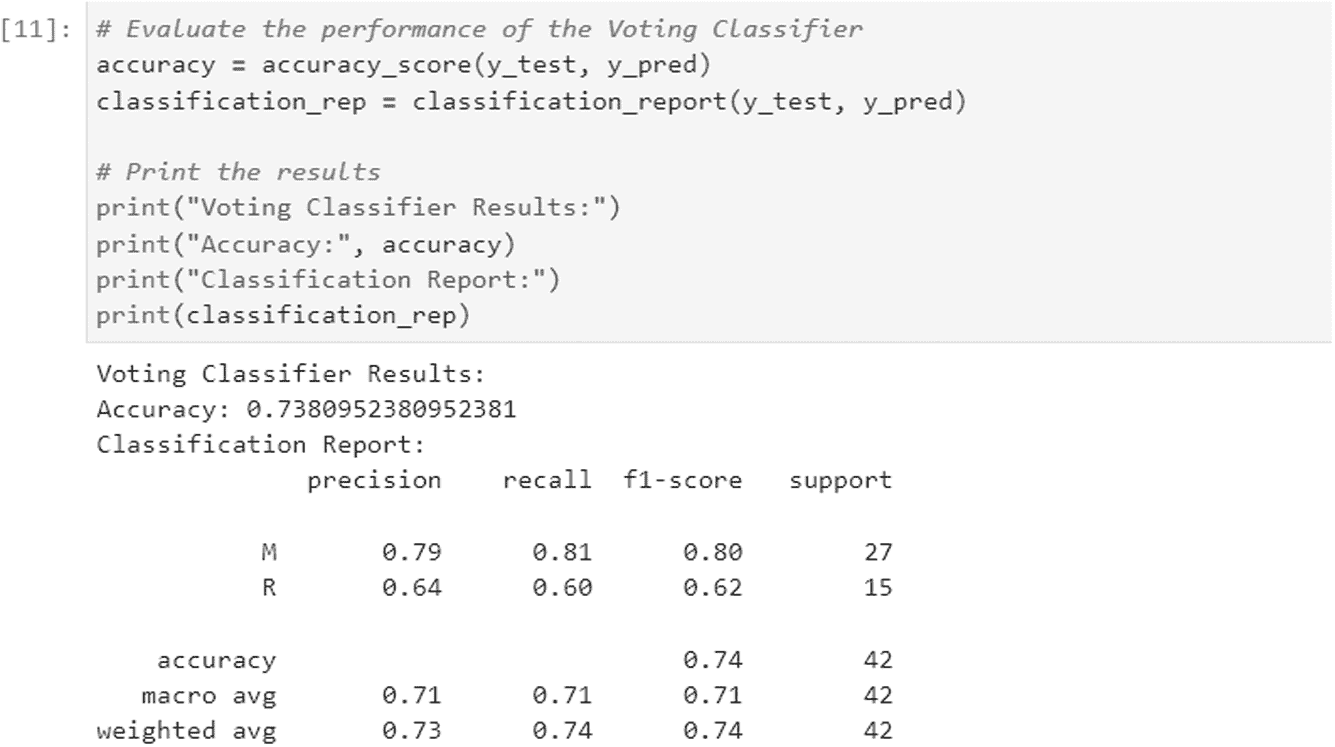 [11]: # Evaluate the performance of the Voting Classifier
accuracy = accuracy_score(y_test, y_pred)
classification_rep = classification_report(y_test, y_pred)
# Print the results
print("Voting Classifier Results:")
print("Accuracy:", accuracy)
print("Classification Report:")
print(classification_rep)
Voting Classifier Results:
Accuracy: 0.7380952380952381
Classification Report:
precision recall f1-score support
M 0.79 0.81 0.80 27
R 0.64 0.60 0.62 15
accuracy 0.74 42
macro avg 0.71 0.71 0.71 42
weighted avg 0.73 0.74 0.74 42